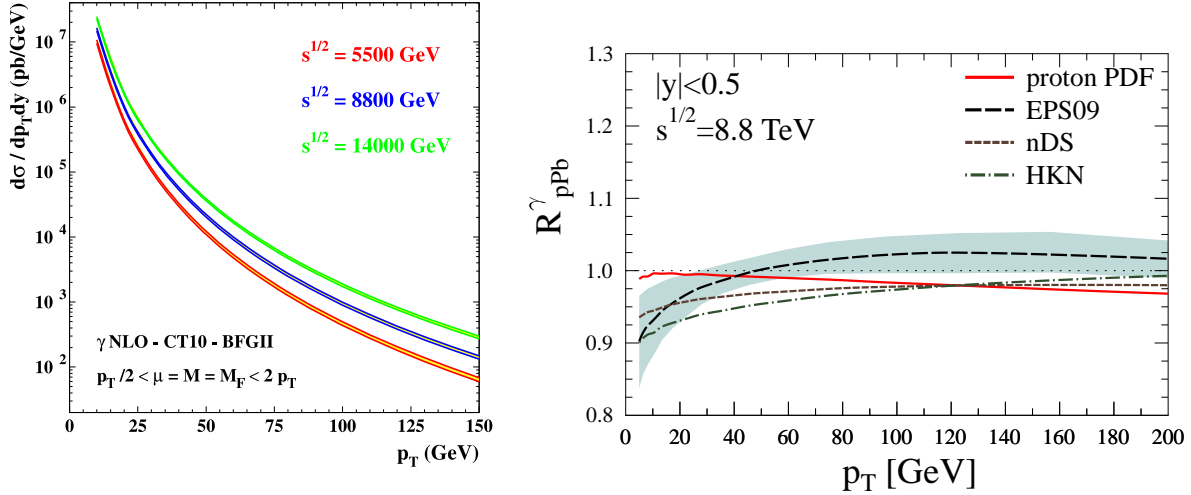 dσ / dp_T dy (pb/GeV)
10^7
10^6
10^5
10^4
10^3
10^2
s^{1/2} = 5500 GeV
s^{1/2} = 8800 GeV
s^{1/2} = 14000 GeV
γ NLO - CT10 - BFGII
p_T /2 < μ = M = M_F < 2 p_T
0 25 50 75 100 125 150
p_T (GeV)
R^γ_{pPb}
1.3
1.2
1.1
1.0
0.9
0.8
|y|<0.5
s^{1/2}=8.8 TeV
proton PDF
EPS09
nDS
HKN
0 20 40 60 80 100 120 140 160 180 200
p_T [GeV]